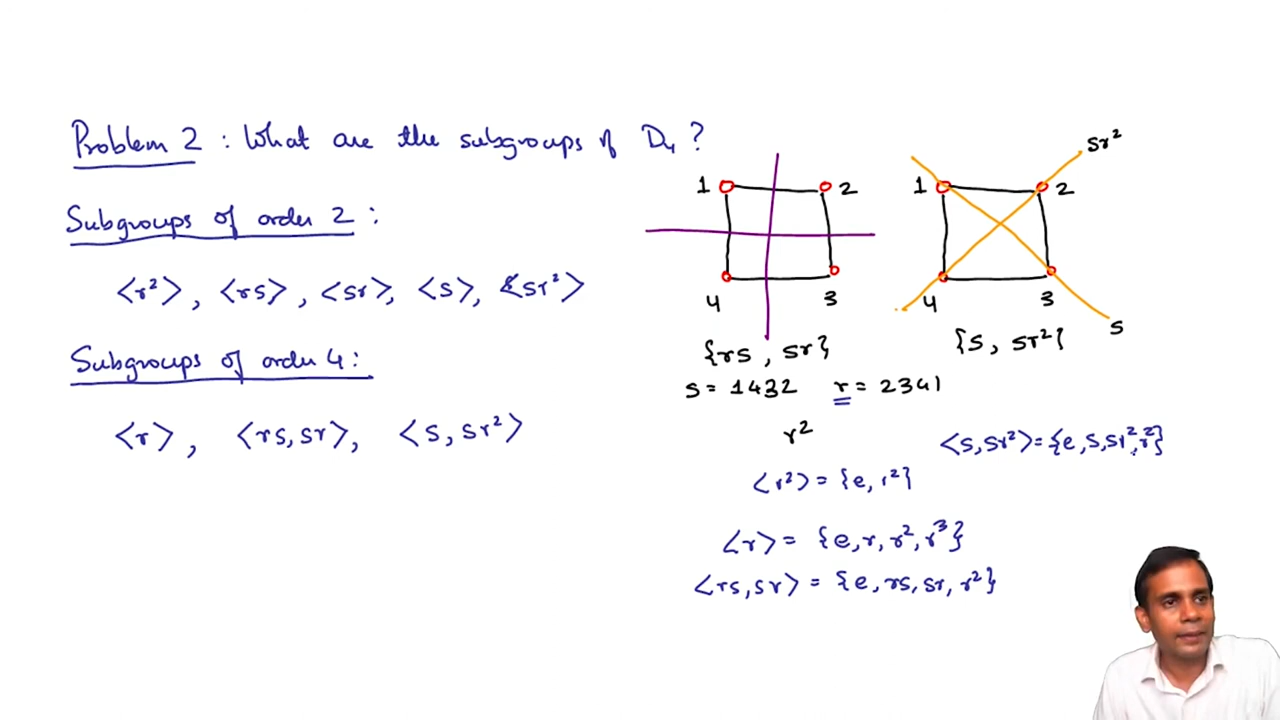 Problem 2 : What are the subgroups of D₄ ?
Subgroups of order 2 :
⟨r²⟩, ⟨rs⟩, ⟨sr⟩, ⟨s⟩, ⟨sr²⟩
Subgroups of order 4 :
⟨r⟩, ⟨rs, sr⟩, ⟨s, sr²⟩
1 2
4 3
{rs, sr}
sr²
1 2
4 3
s
{s, sr²}
s = 1432 r = 2341
r²
⟨s, sr²⟩ = {e, s, sr², r²}
⟨r²⟩ = {e, r²}
⟨r⟩ = {e, r, r², r³}
⟨rs, sr⟩ = {e, rs, sr, r²}